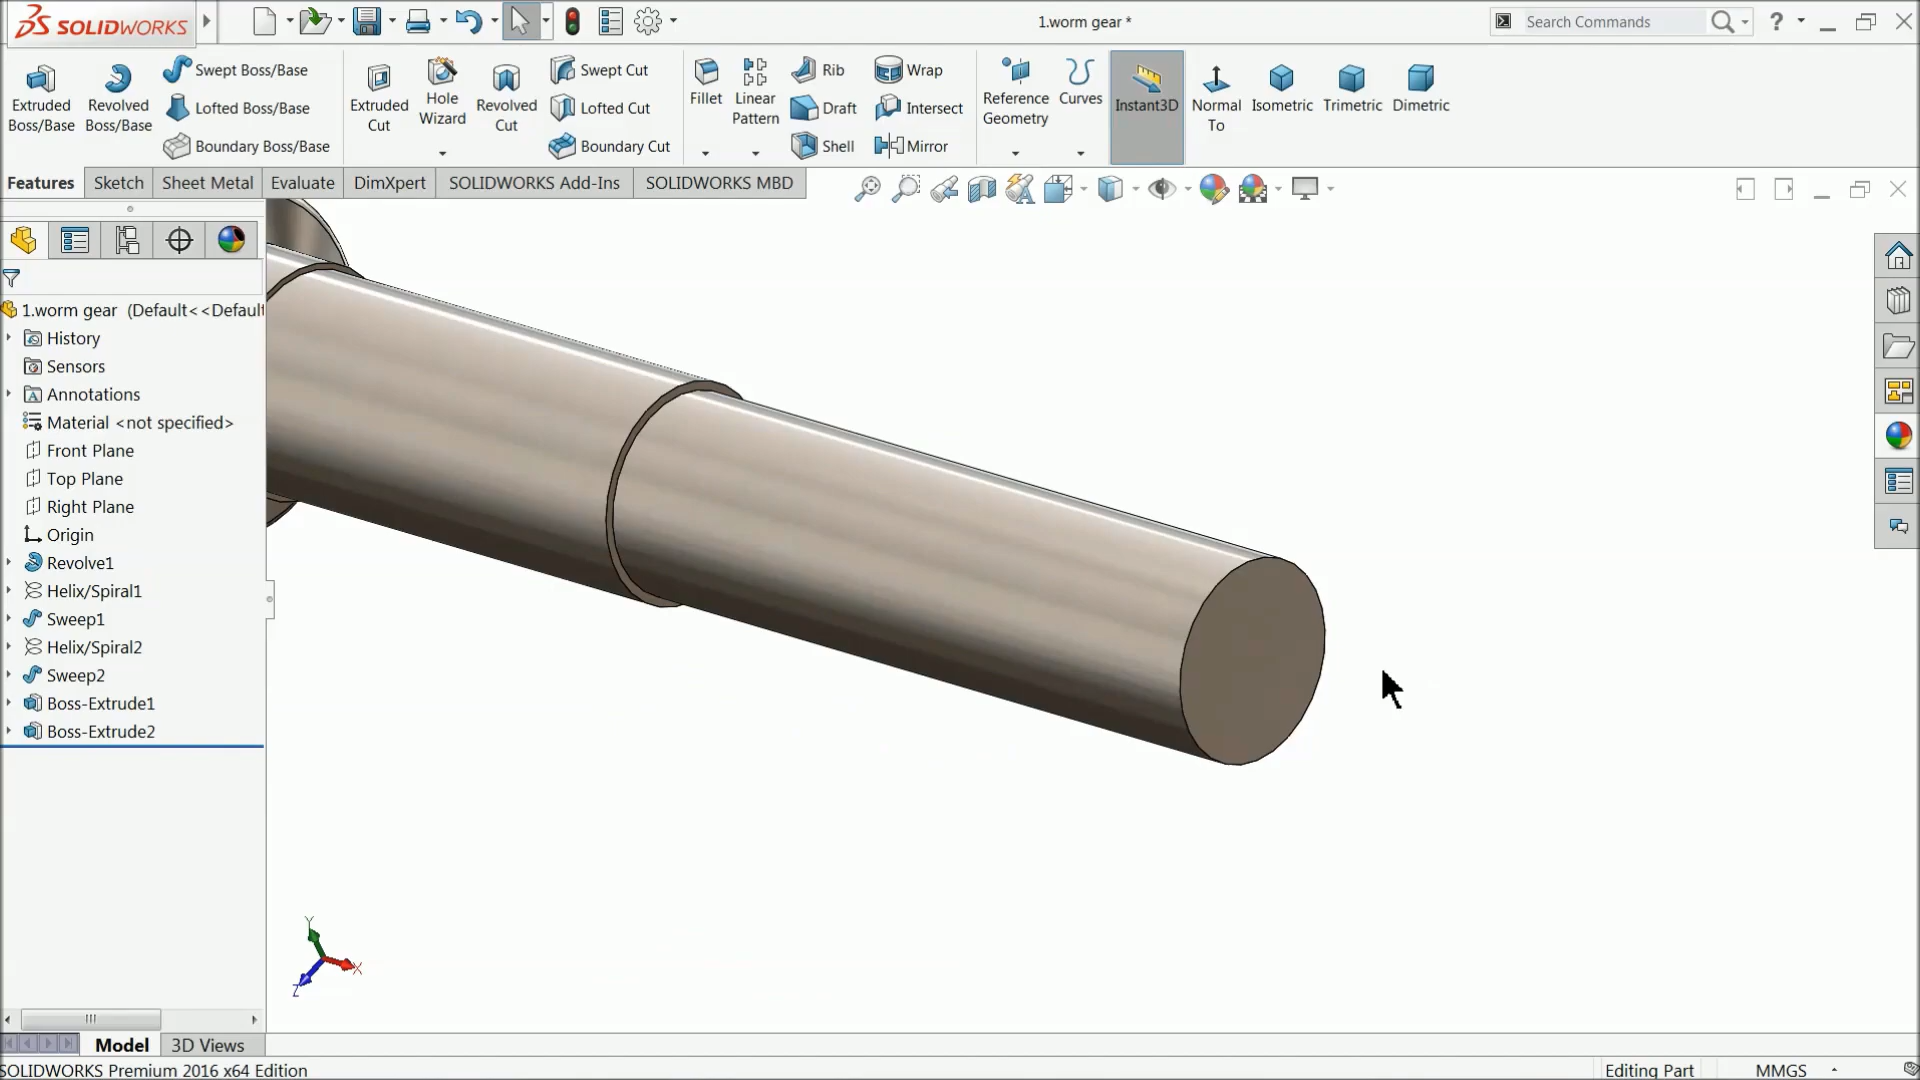 SOLIDWORKS
1.worm gear *
Search Commands
?
Extruded Boss/Base
Revolved Boss/Base
Swept Boss/Base
Lofted Boss/Base
Boundary Boss/Base
Extruded Cut
Hole Wizard
Revolved Cut
Swept Cut
Lofted Cut
Boundary Cut
Fillet
Linear Pattern
Rib
Draft
Shell
Wrap
Intersect
Mirror
Reference Geometry
Curves
Instant3D
Normal To
Isometric
Trimetric
Dimetric
Features
Sketch
Sheet Metal
Evaluate
DimXpert
SOLIDWORKS Add-Ins
SOLIDWORKS MBD
1.worm gear (Default<<Default
History
Sensors
Annotations
Material <not specified>
Front Plane
Top Plane
Right Plane
Origin
Revolve1
Helix/Spiral1
Sweep1
Helix/Spiral2
Sweep2
Boss-Extrude1
Boss-Extrude2
Y
X
Z
Model
3D Views
SOLIDWORKS Premium 2016 x64 Edition
Editing Part
MMGS